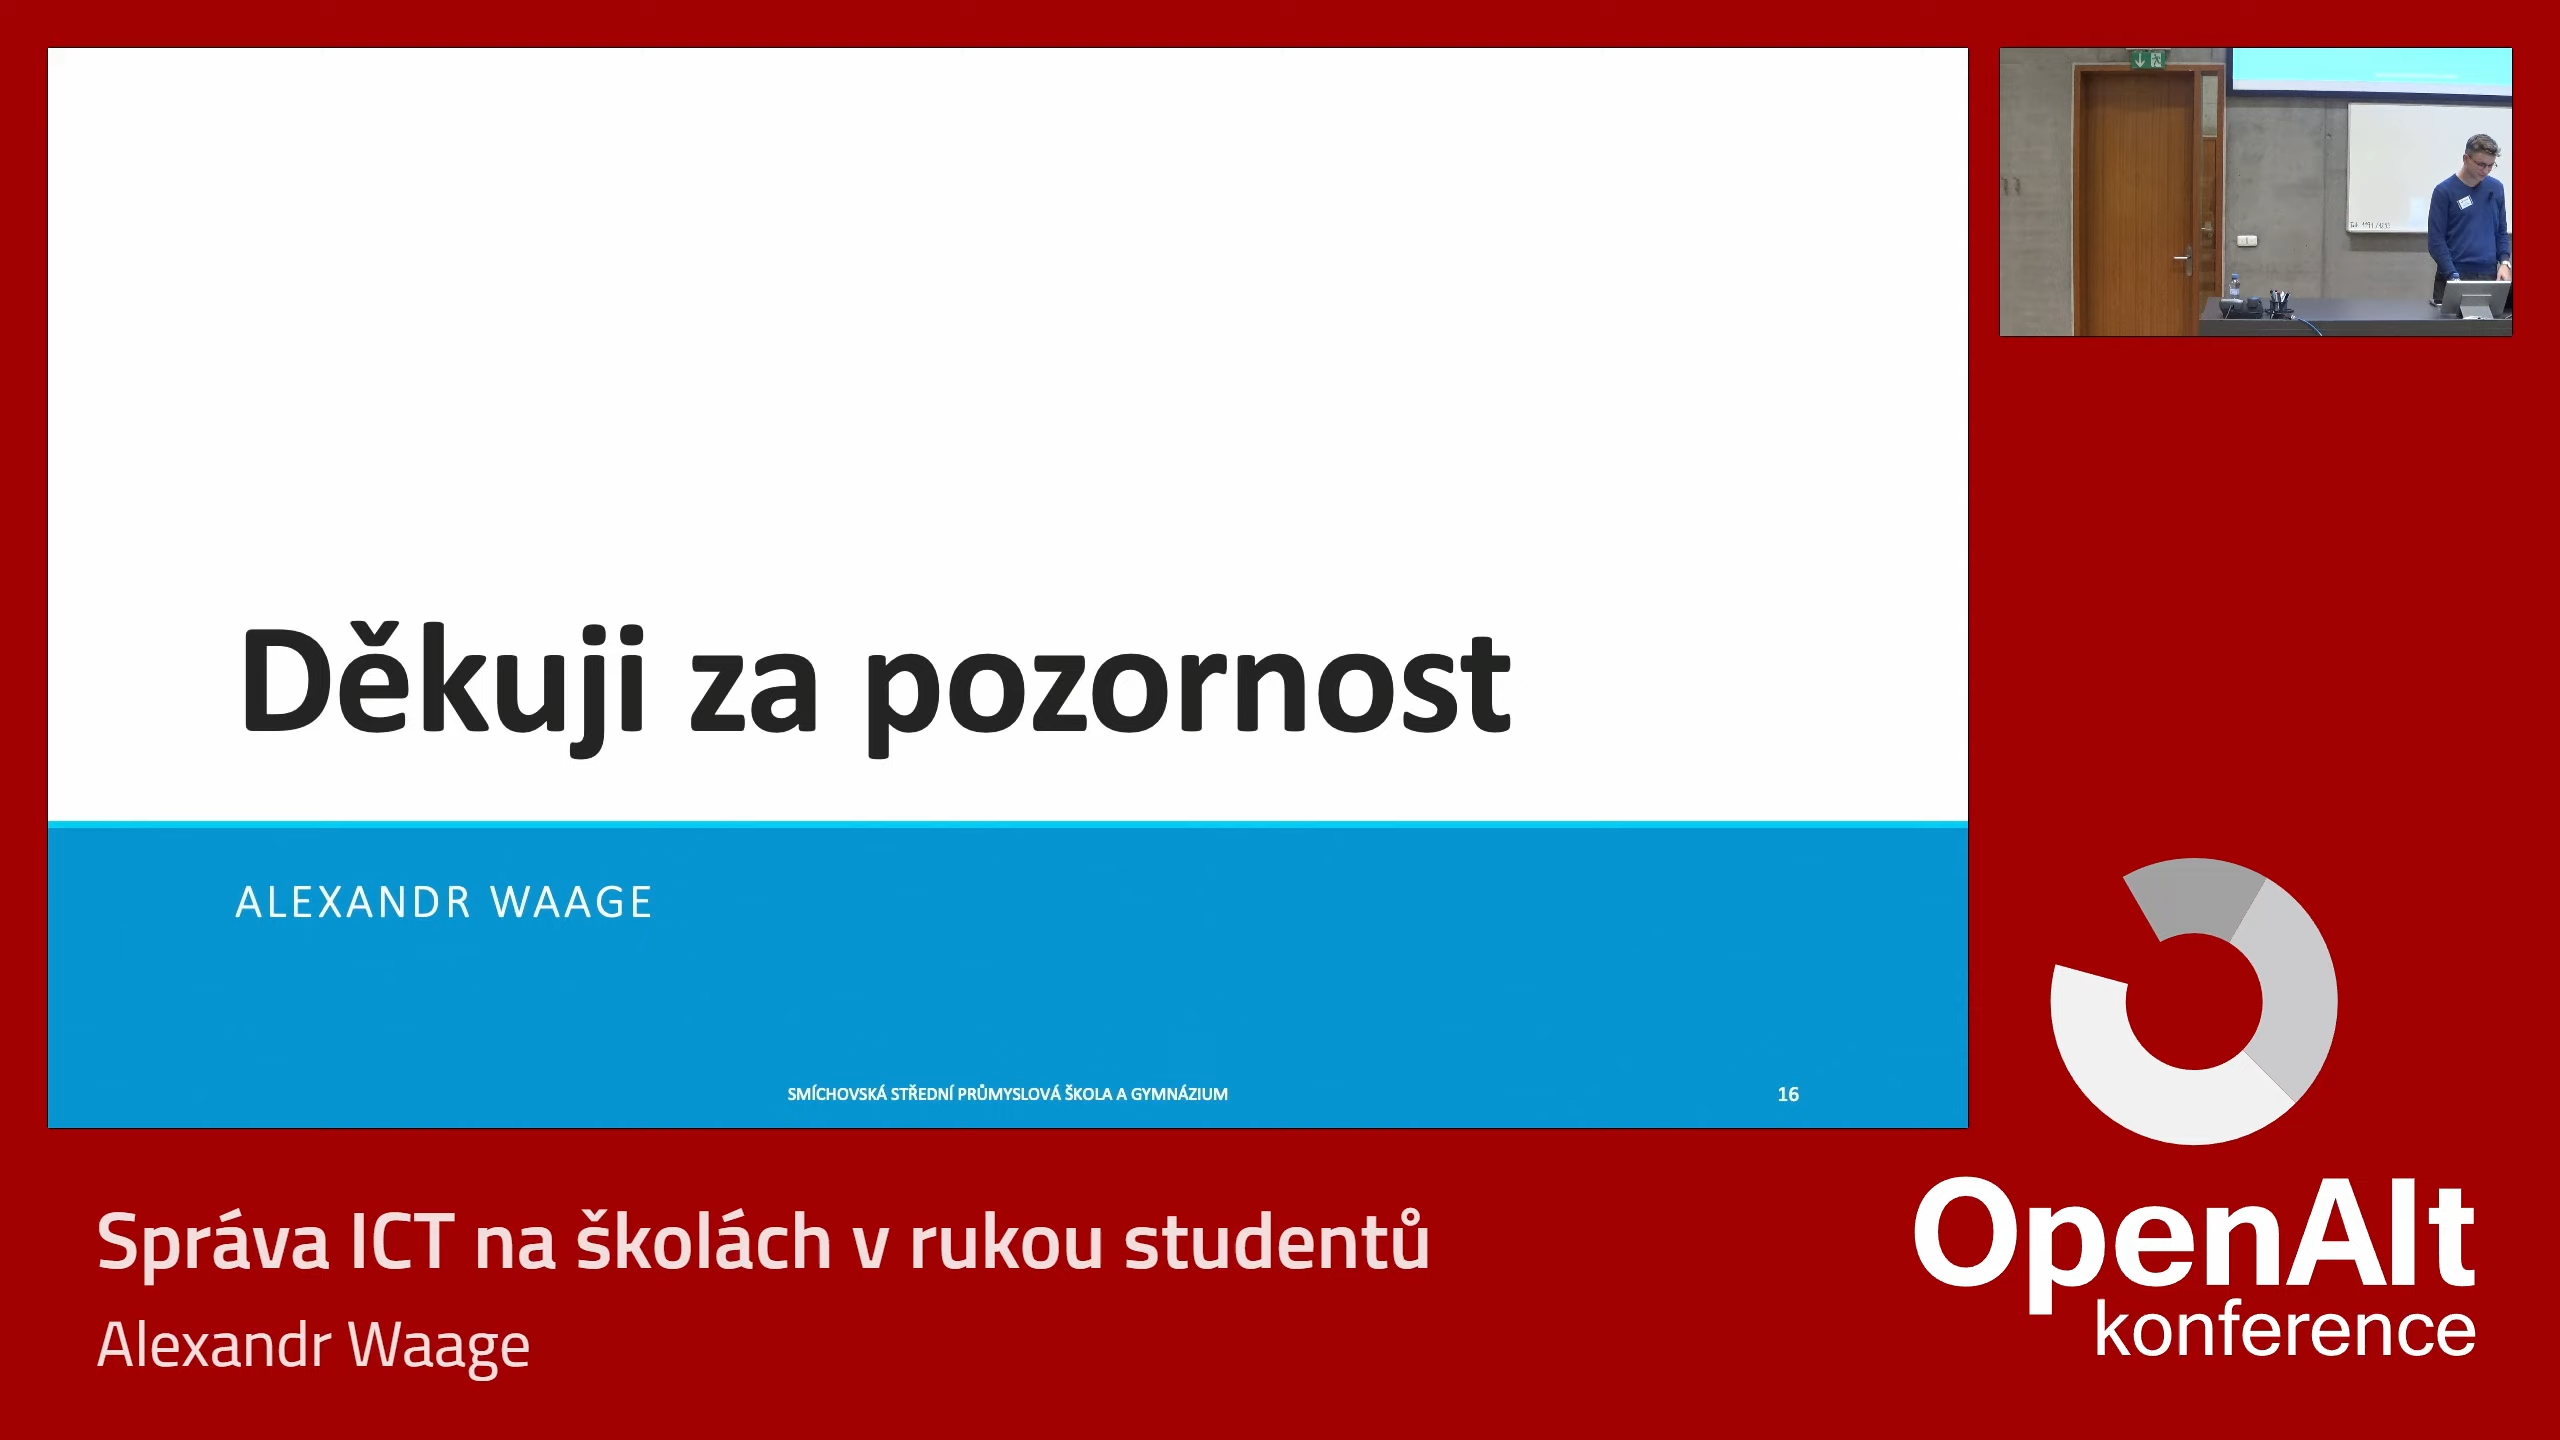 Děkuji za pozornost
ALEXANDR WAAGE
SMÍCHOVSKÁ STŘEDNÍ PRŮMYSLOVÁ ŠKOLA A GYMNÁZIUM
16
Správa ICT na školách v rukou studentů
Alexandr Waage
OpenAlt
konference